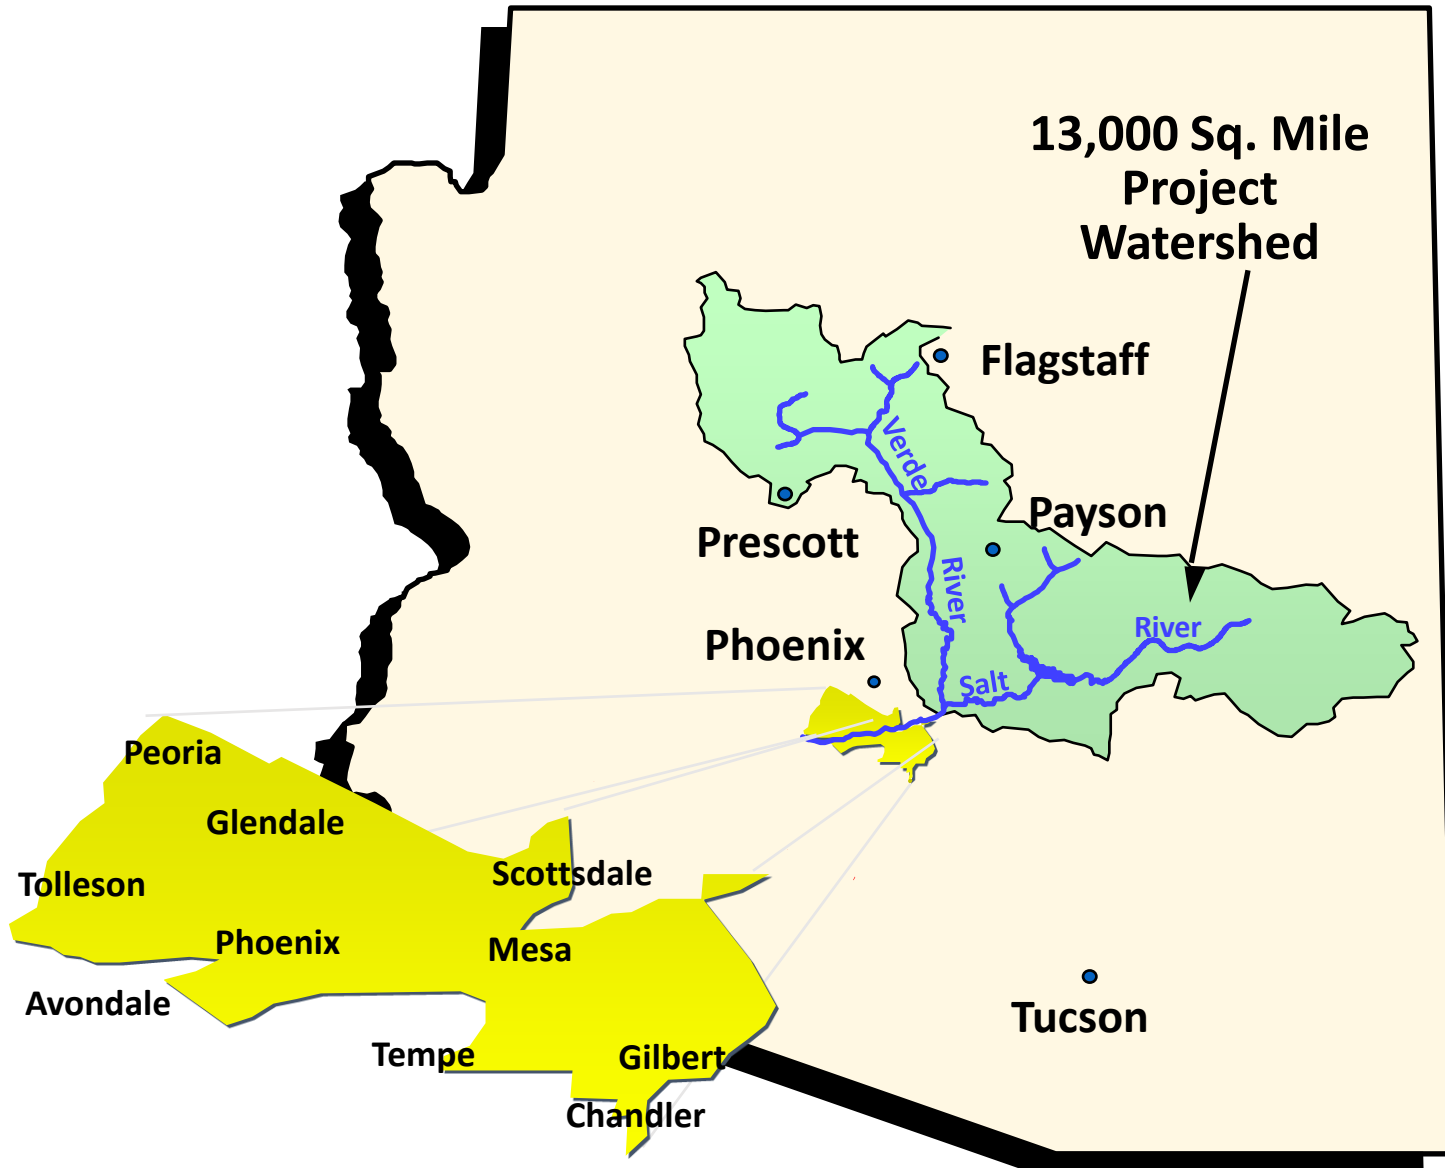 13,000 Sq. Mile
Project
Watershed
Flagstaff
Verde
River
Payson
Prescott
River
Phoenix
Salt
Peoria
Glendale
Scottsdale
Tolleson
Phoenix
Mesa
Avondale
Tucson
Tempe
Gilbert
Chandler